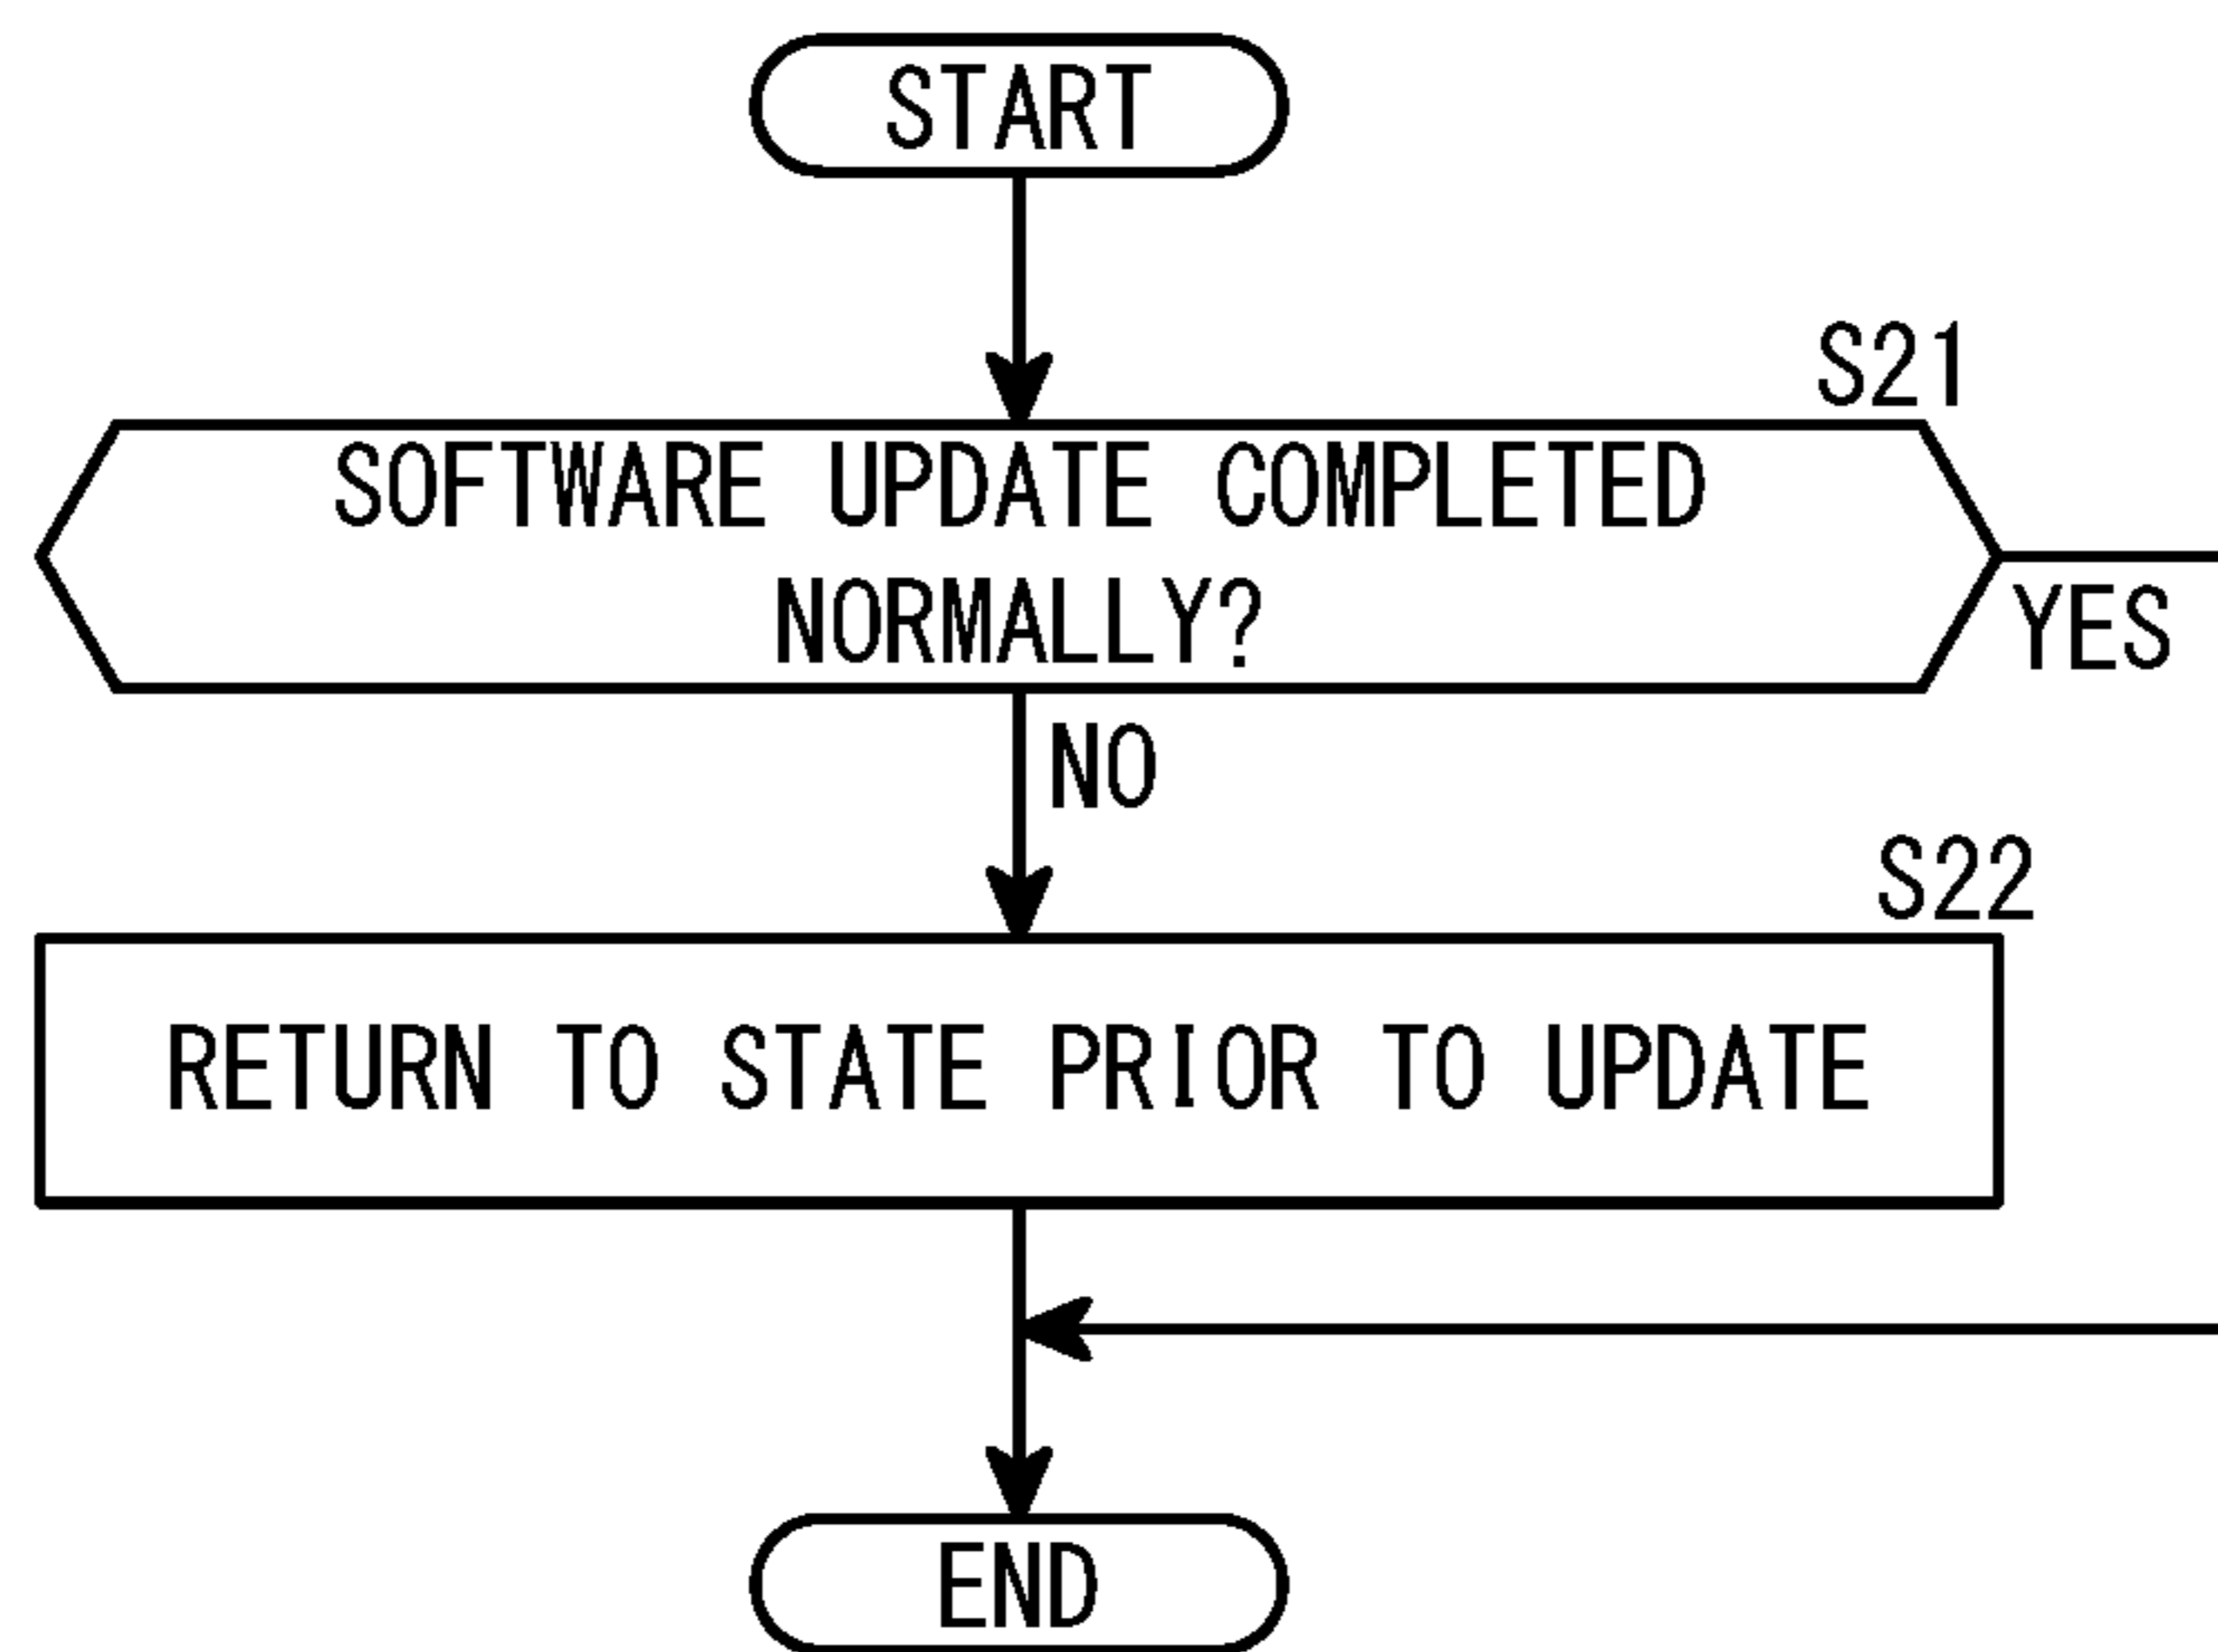 START
S21
SOFTWARE UPDATE COMPLETED
NORMALLY?
YES
NO
S22
RETURN TO STATE PRIOR TO UPDATE
END